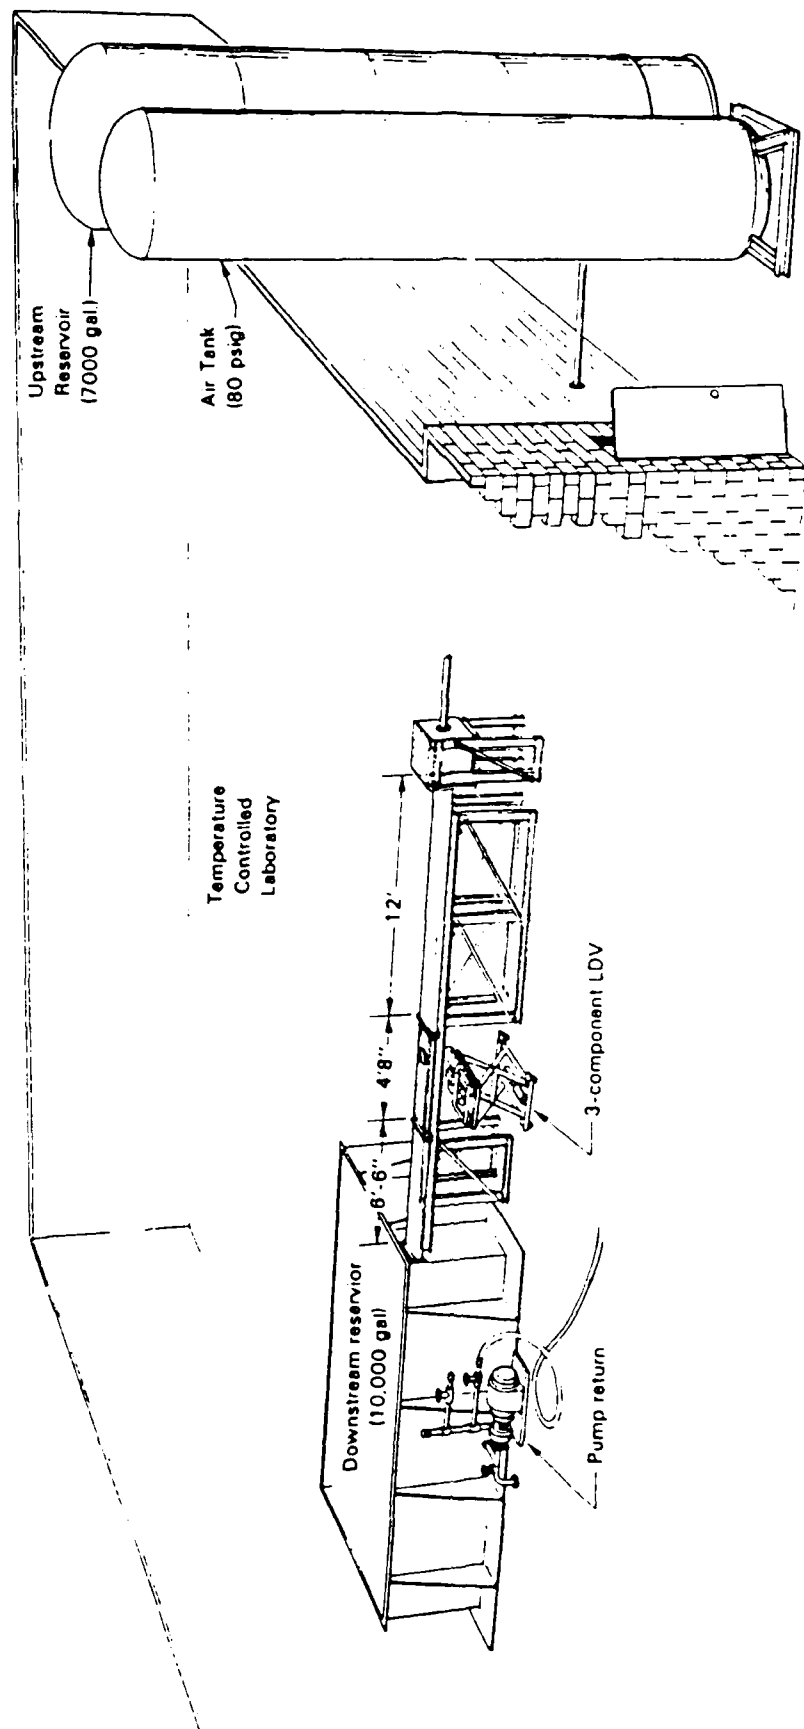 Upstream
Reservoir
(7000 gal.)
Air Tank
(80 psig)
Temperature
Controlled
Laboratory
12'
4'8"
6'-6"
3-component LDV
Downstream reservior
(10,000 gal)
Pump return